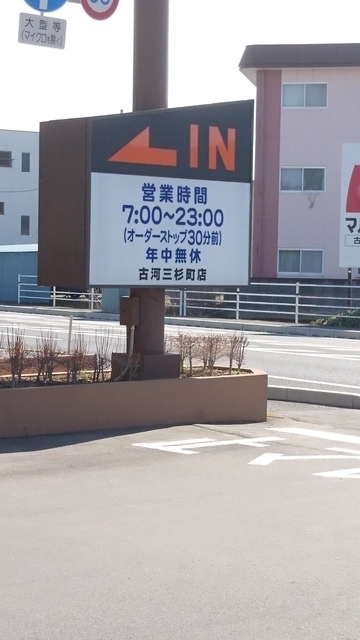 大型等
(マイクロを除く)
IN
営業時間
7:00～23:00
(オーダーストップ30分前)
年中無休
古河三杉町店